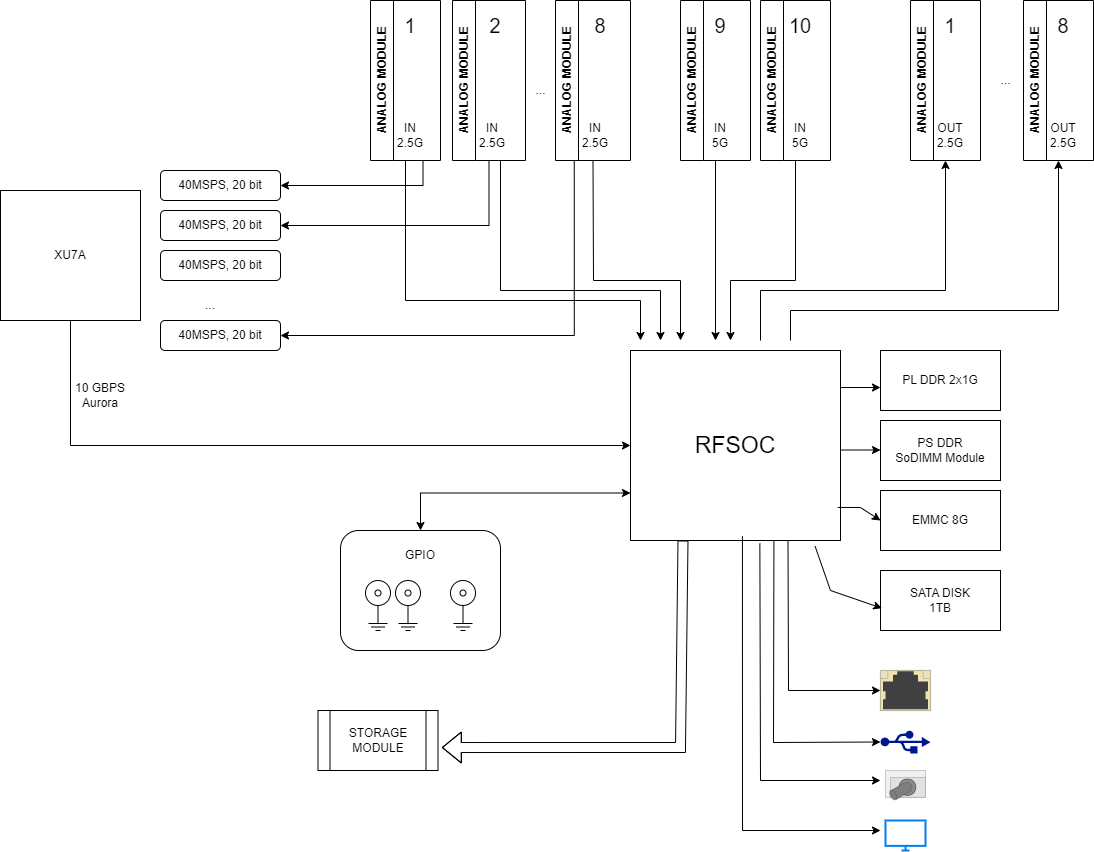 ANALOG MODULE
1
IN
2.5G
ANALOG MODULE
2
IN
2.5G
...
ANALOG MODULE
8
IN
2.5G
ANALOG MODULE
9
IN
5G
ANALOG MODULE
10
IN
5G
ANALOG MODULE
1
OUT
2.5G
...
ANALOG MODULE
8
OUT
2.5G
40MSPS, 20 bit
40MSPS, 20 bit
40MSPS, 20 bit
...
40MSPS, 20 bit
XU7A
10 GBPS
Aurora
RFSOC
PL DDR 2x1G
PS DDR
SoDIMM Module
EMMC 8G
SATA DISK
1TB
GPIO
STORAGE
MODULE